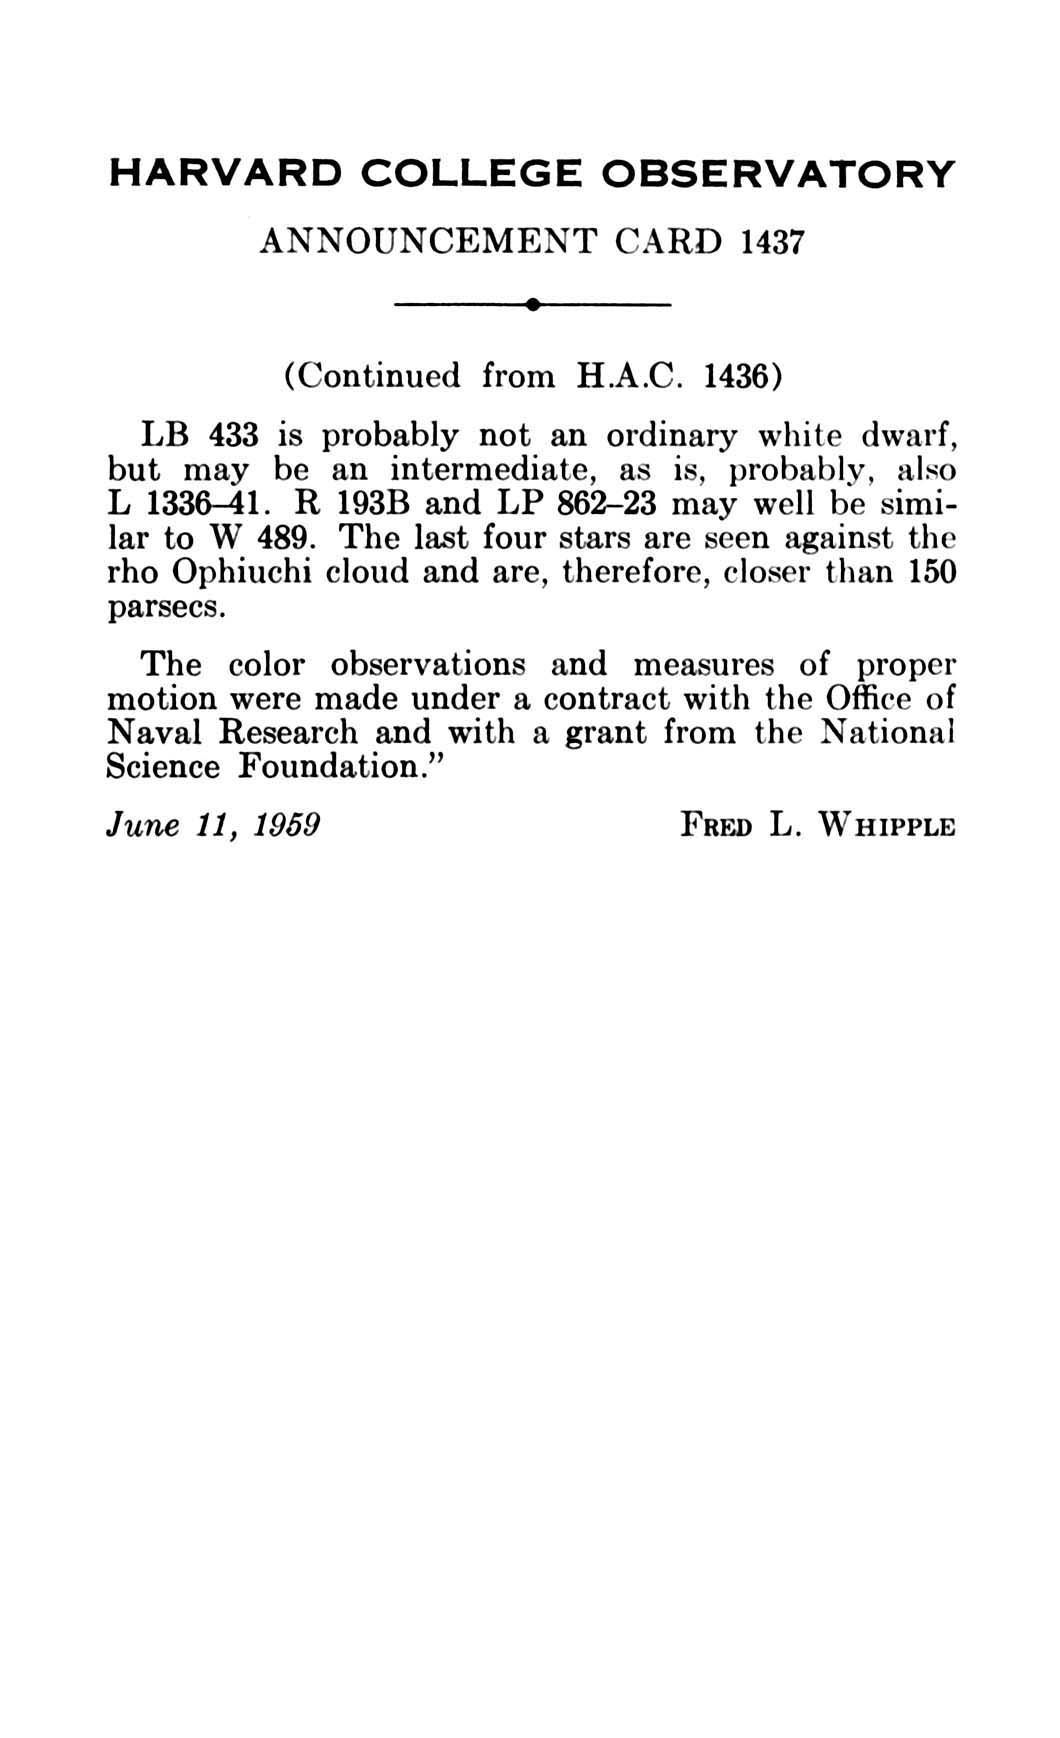 HARVARD COLLEGE OBSERVATORY
ANNOUNCEMENT CARD 1437
(Continued from H.A.C. 1436)
LB 433 is probably not an ordinary white dwarf,
but may be an intermediate, as is, probably, also
L 1336–41. R 193B and LP 862–23 may well be simi-
lar to W 489. The last four stars are seen against the
rho Ophiuchi cloud and are, therefore, closer than 150
parsecs.
The color observations and measures of proper
motion were made under a contract with the Office of
Naval Research and with a grant from the National
Science Foundation.”
June 11, 1959 FRED L. WHIPPLE